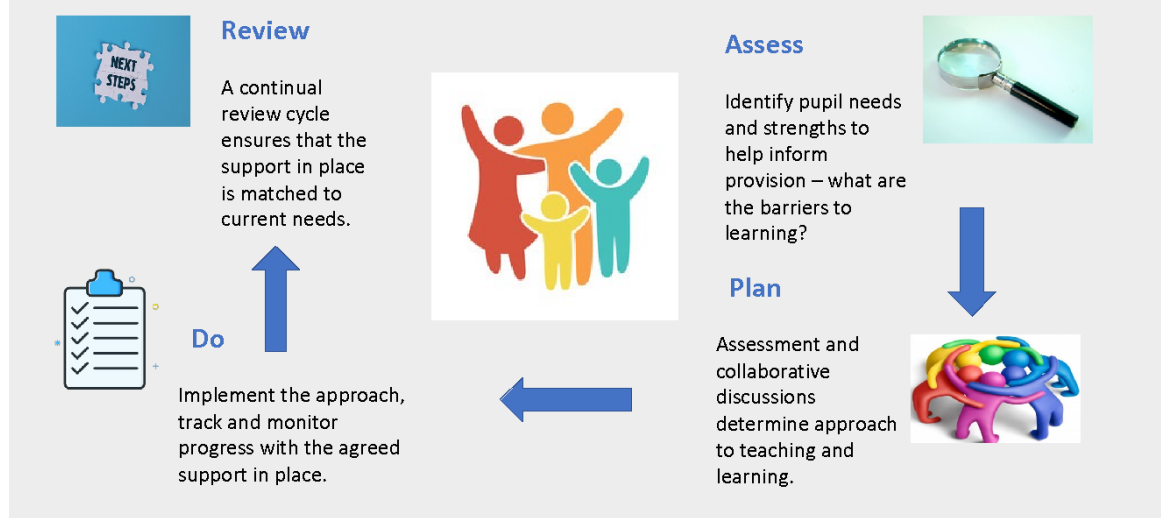 Review
A continual
review cycle
ensures that the
support in place
is matched to
current needs.
NEXT
STEPS
Assess
Identify pupil needs
and strengths to
help inform
provision – what are
the barriers to
learning?
Plan
Assessment and
collaborative
discussions
determine approach
to teaching and
learning.
Do
Implement the approach,
track and monitor
progress with the agreed
support in place.